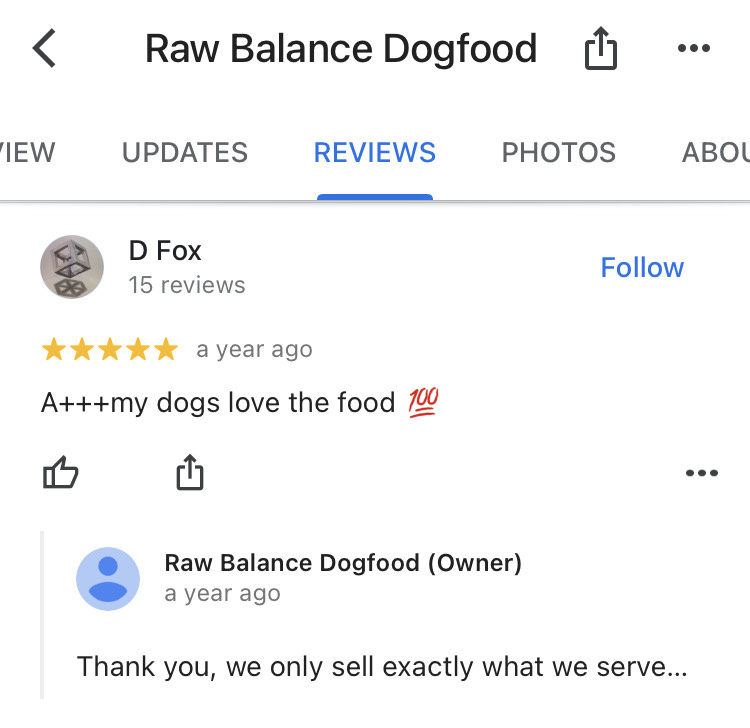 Raw Balance Dogfood
IEW UPDATES REVIEWS PHOTOS ABOU
D Fox
15 reviews
Follow
a year ago
A+++my dogs love the food 💯
Raw Balance Dogfood (Owner)
a year ago
Thank you, we only sell exactly what we serve...